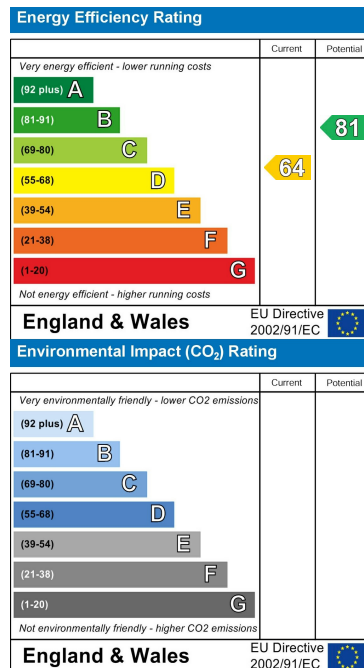 Energy Efficiency Rating
Current Potential
Very energy efficient - lower running costs
(92 plus) A
(81-91) B
81
(69-80) C
64
(55-68) D
(39-54) E
(21-38) F
(1-20) G
Not energy efficient - higher running costs
England & Wales
EU Directive
2002/91/EC
Environmental Impact (CO₂) Rating
Current Potential
Very environmentally friendly - lower CO2 emissions
(92 plus) A
(81-91) B
(69-80) C
(55-68) D
(39-54) E
(21-38) F
(1-20) G
Not environmentally friendly - higher CO2 emissions
England & Wales
EU Directive
2002/91/EC